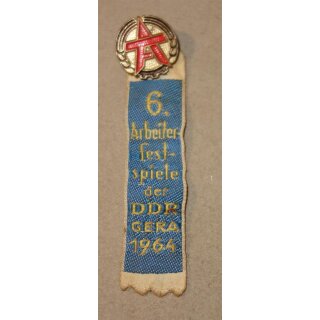 6.
Arbeiter-
fest-
spiele
der
DDR
GERA
1964